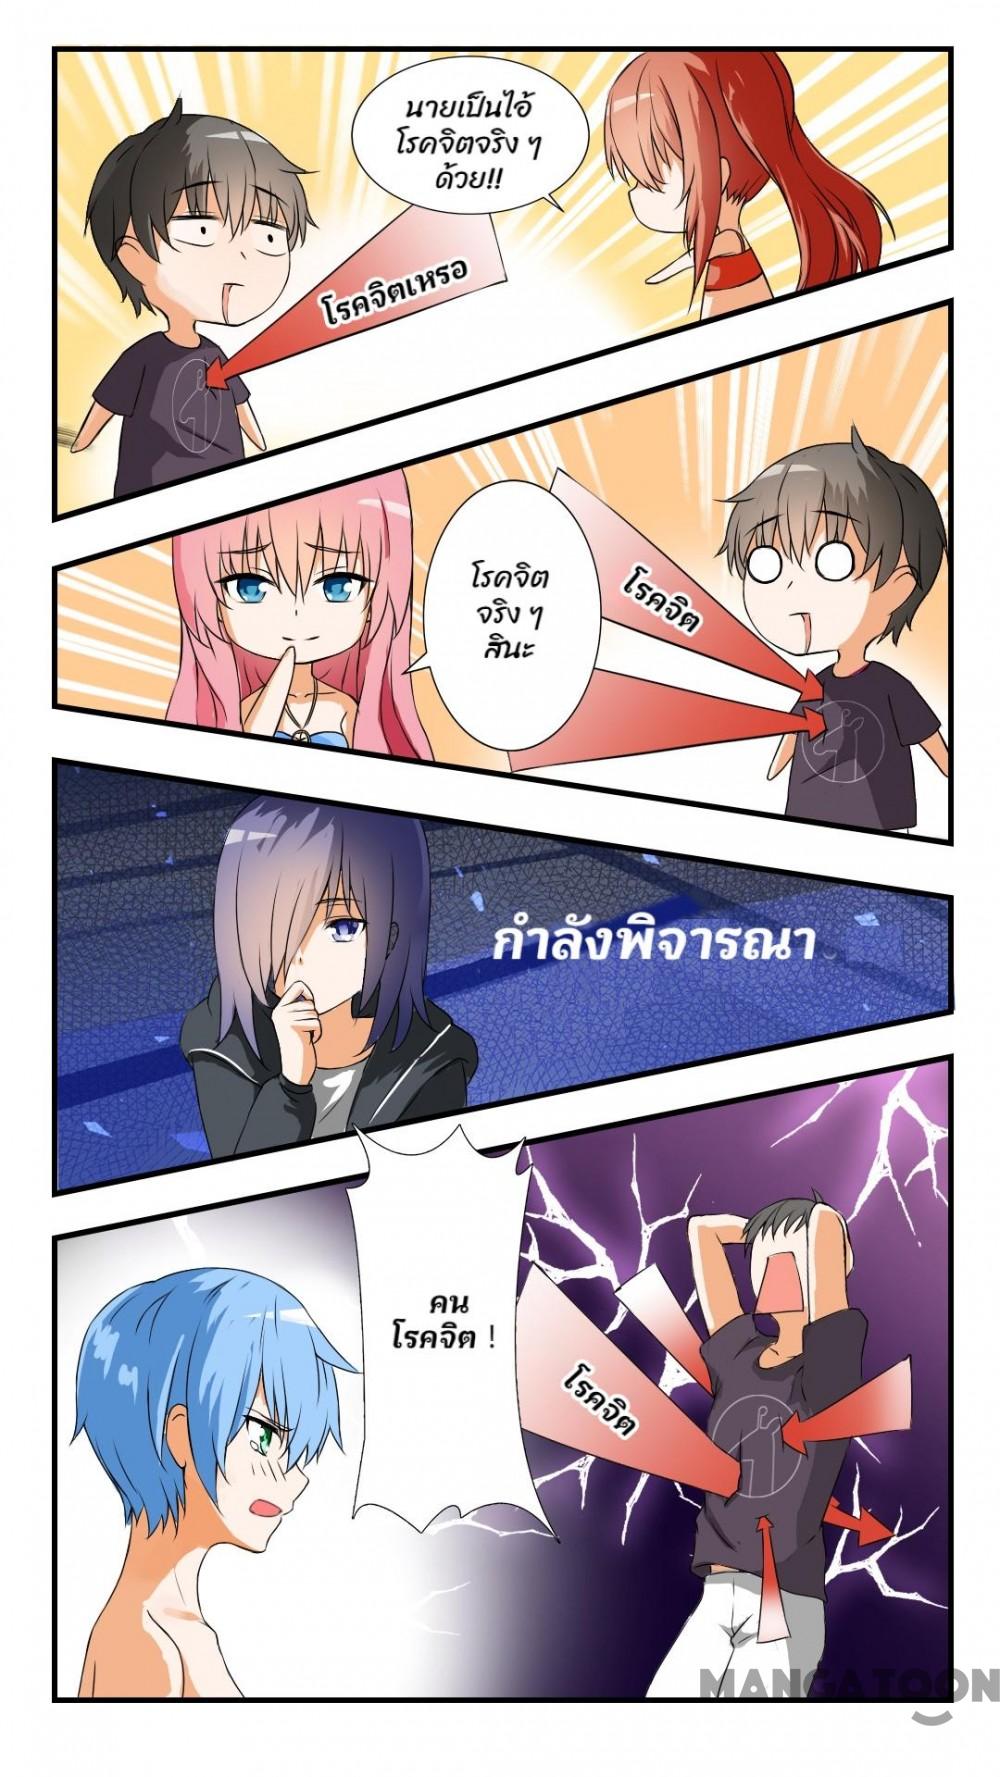 นายเป็นไอ้
โรคจิตจริง ๆ
ด้วย!!
โรคจิตเหรอ
โรคจิต
จริง ๆ
สินะ
โรคจิต
กำลังพิจารณา
คน
โรคจิต !
โรคจิต
MANGATOON